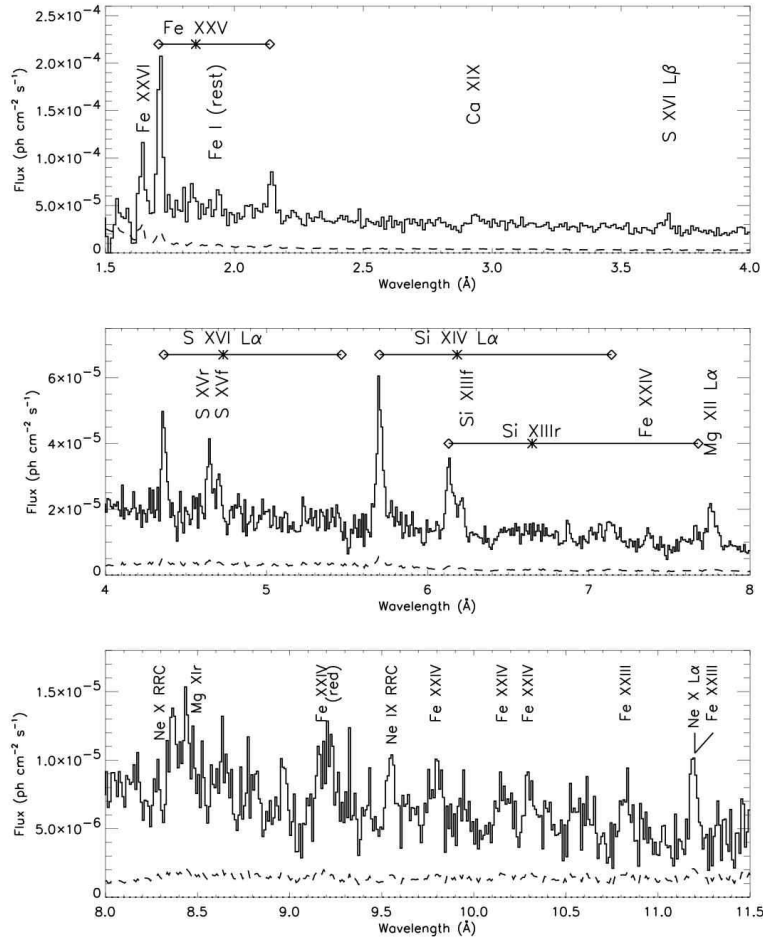 2.5×10⁻⁴
2.0×10⁻⁴
1.5×10⁻⁴
1.0×10⁻⁴
5.0×10⁻⁵
0
Flux (ph cm⁻² s⁻¹)
Fe XXV
Fe XXVI
Fe I (rest)
Ca XIX
S XVI Lβ
1.5 2.0 2.5 3.0 3.5 4.0
Wavelength (Å)
6×10⁻⁵
4×10⁻⁵
2×10⁻⁵
0
Flux (ph cm⁻² s⁻¹)
S XVI Lα
Si XIV Lα
S XVr
S XVf
Si XIIIf
Si XIIIr
Fe XXIV
Mg XII Lα
4 5 6 7 8
Wavelength (Å)
1.5×10⁻⁵
1.0×10⁻⁵
5.0×10⁻⁶
0
Flux (ph cm⁻² s⁻¹)
Ne X RRC
Mg XIr
Fe XXIV
(red)
Ne IX RRC
Fe XXIV
Fe XXIV
Fe XXIV
Fe XXIII
Ne X Lα
Fe XXIII
8.0 8.5 9.0 9.5 10.0 10.5 11.0 11.5
Wavelength (Å)